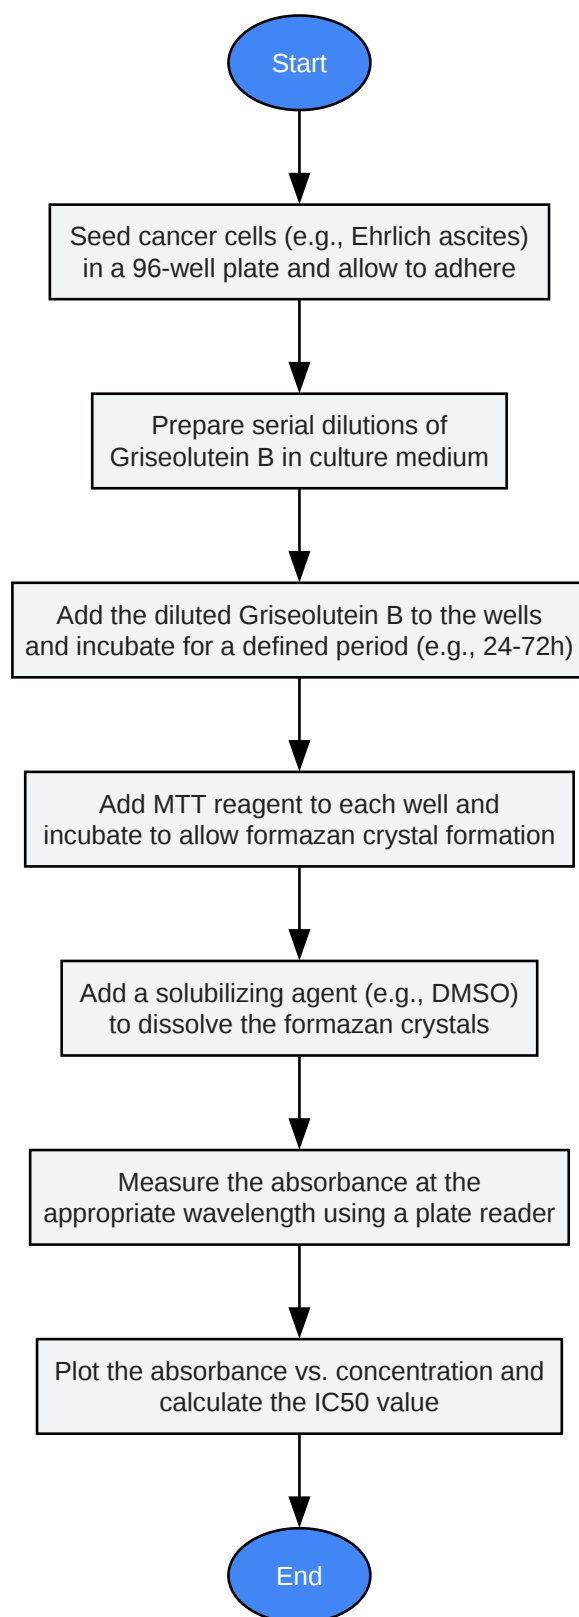 Start
Seed cancer cells (e.g., Ehrlich ascites)
in a 96-well plate and allow to adhere
Prepare serial dilutions of
Griseolutein B in culture medium
Add the diluted Griseolutein B to the wells
and incubate for a defined period (e.g., 24-72h)
Add MTT reagent to each well and
incubate to allow formazan crystal formation
Add a solubilizing agent (e.g., DMSO)
to dissolve the formazan crystals
Measure the absorbance at the
appropriate wavelength using a plate reader
Plot the absorbance vs. concentration and
calculate the IC50 value
End